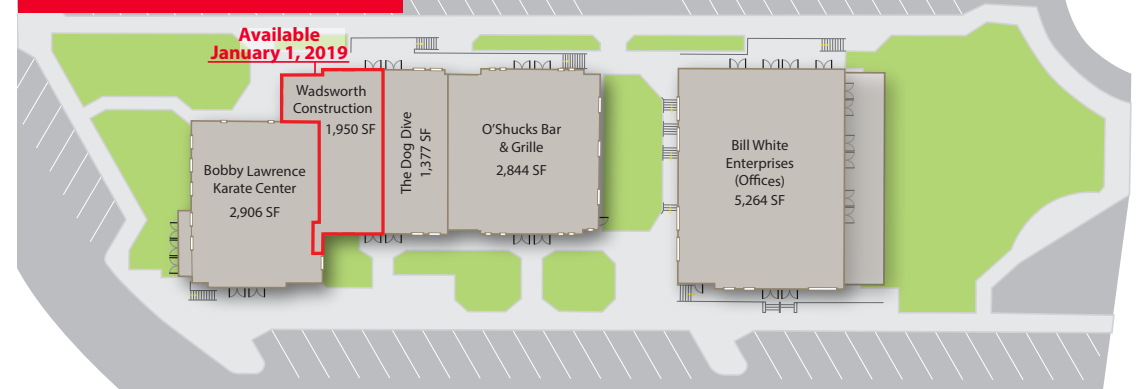 Available
January 1, 2019
Wadsworth
Construction
1,950 SF
Bobby Lawrence
Karate Center
2,906 SF
The Dog Dive
1,377 SF
O'Shucks Bar
& Grille
2,844 SF
Bill White
Enterprises
(Offices)
5,264 SF